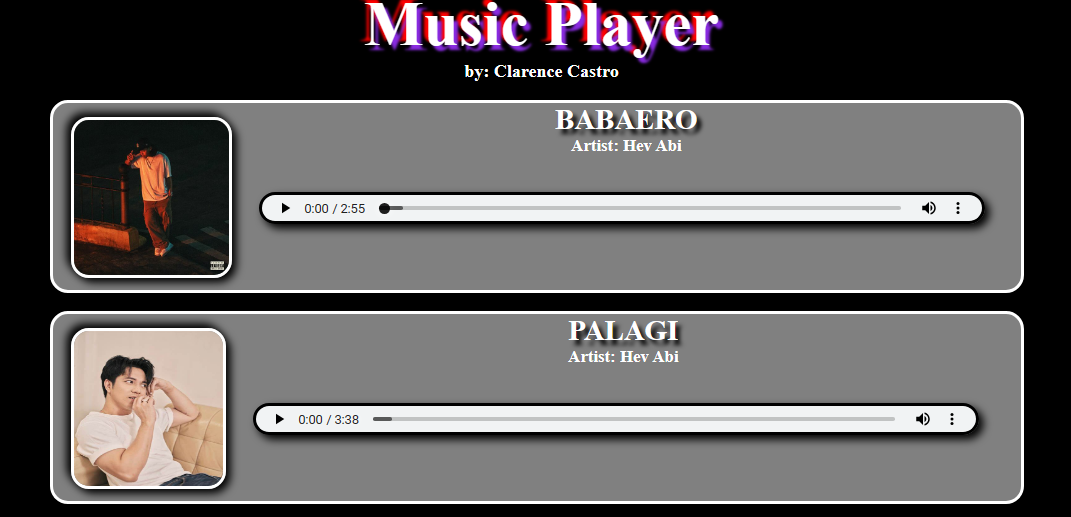 Music Player
by: Clarence Castro
BABAERO
Artist: Hev Abi
0:00 / 2:55
PALAGI
Artist: Hev Abi
0:00 / 3:38